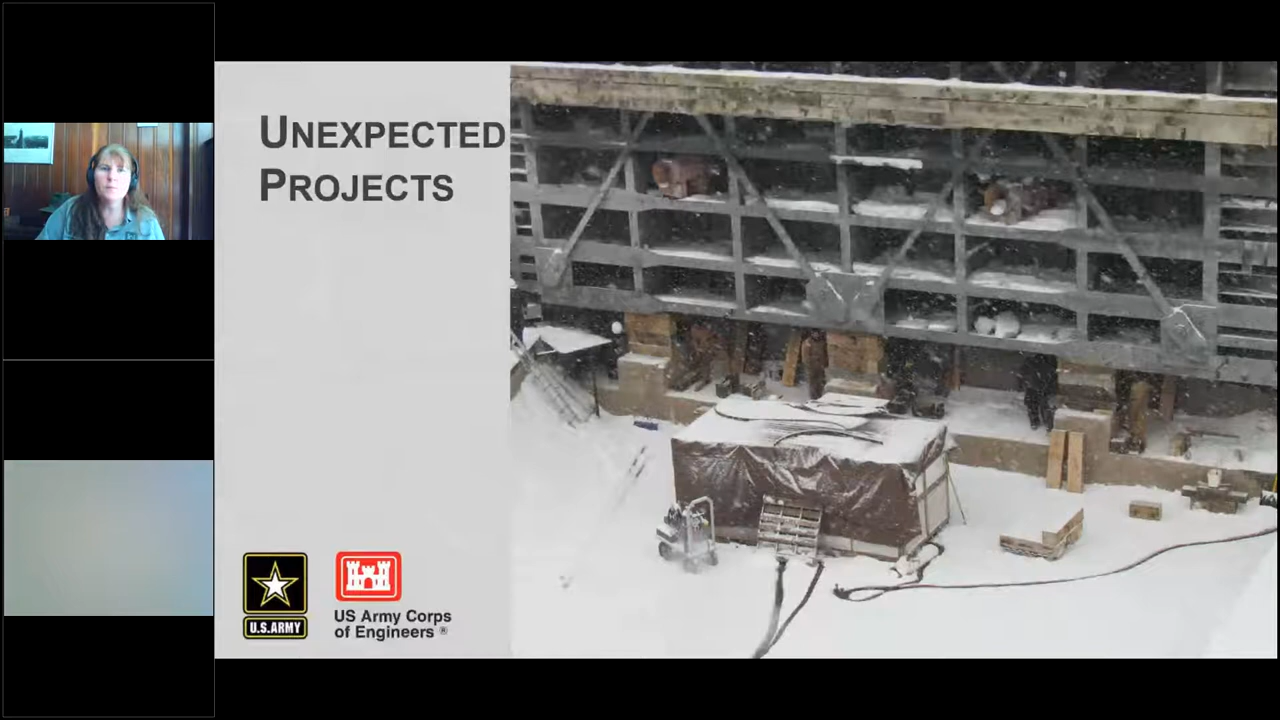 UNEXPECTED
PROJECTS
U.S.ARMY
US Army Corps
of Engineers ®